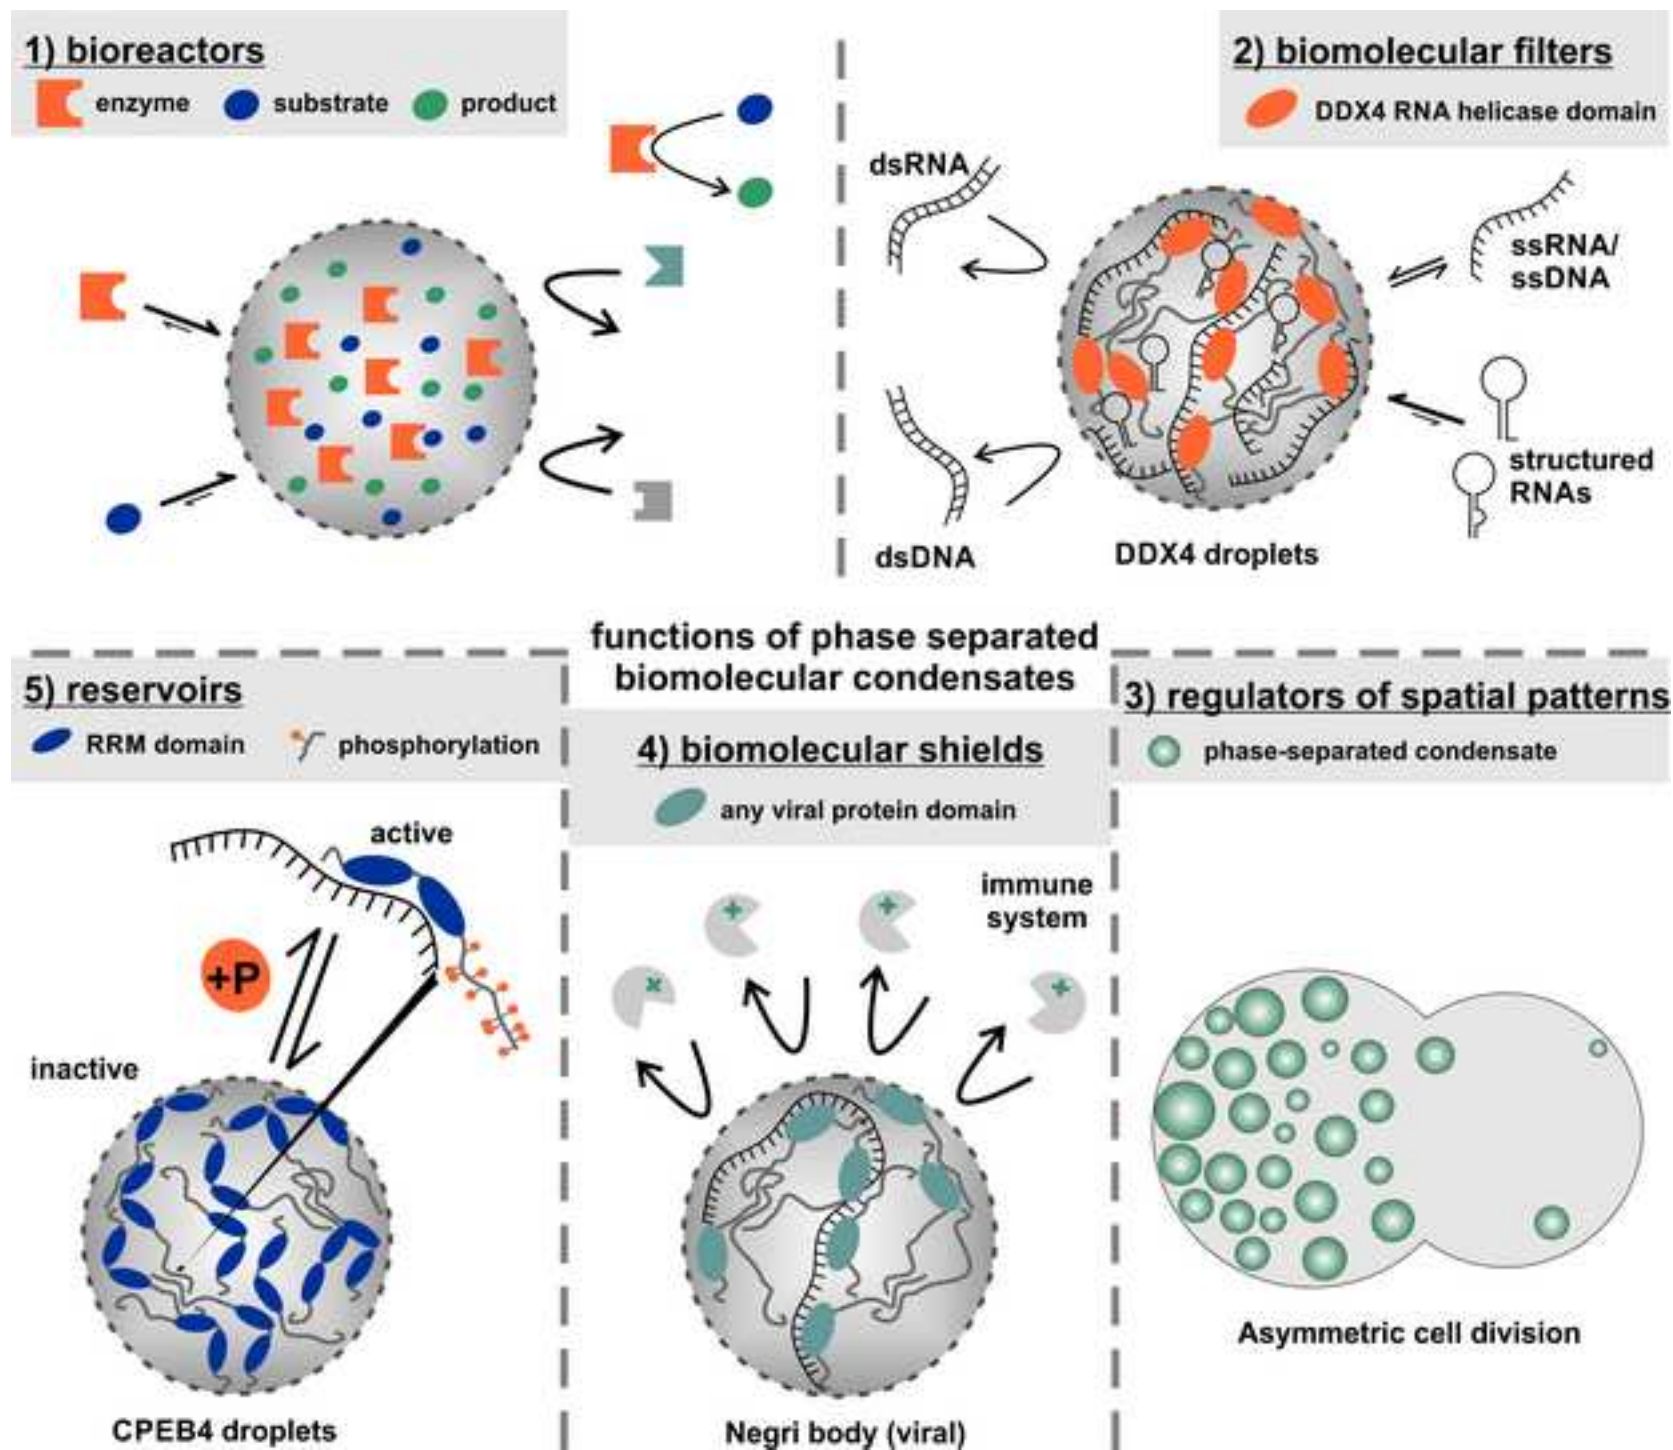 1) bioreactors
enzyme substrate product
2) biomolecular filters
DDX4 RNA helicase domain
dsRNA
ssRNA/
ssDNA
structured
RNAs
dsDNA
DDX4 droplets
functions of phase separated
biomolecular condensates
5) reservoirs
RRM domain phosphorylation
active
+P
inactive
CPEB4 droplets
4) biomolecular shields
any viral protein domain
immune
system
Negri body (viral)
3) regulators of spatial patterns
phase-separated condensate
Asymmetric cell division